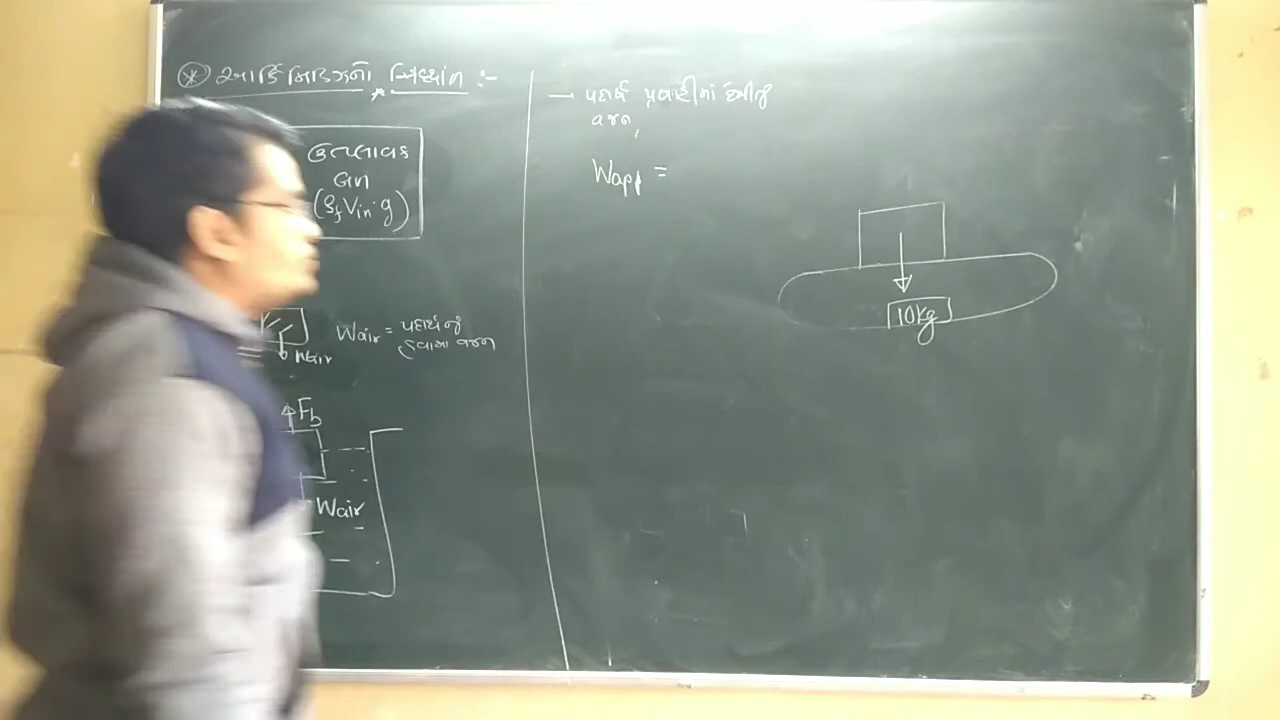 * આર્કિમિડિઝનો સિધ્ધાંત :-
ઉત્પ્લાવક
બળ
(ρf Vin·g)
Wair = પદાર્થનું
હવામાં વજન
Wair
↑Fb
Wair
→ પદાર્થ પ્રવાહીમાં હોયનું
વજન,
Wapp =
10kg